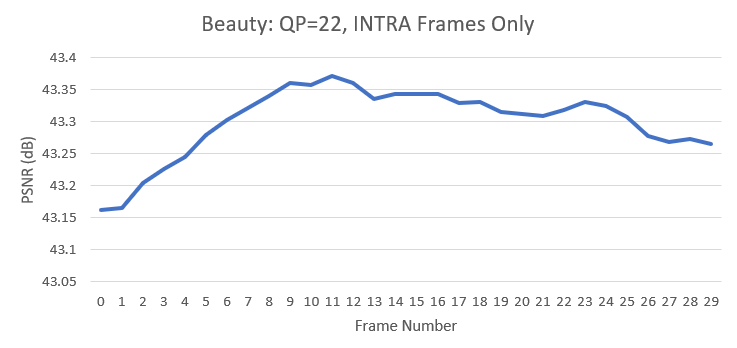 Beauty: QP=22, INTRA Frames Only
43.4
43.35
43.3
43.25
43.2
43.15
43.1
43.05
PSNR (dB)
0 1 2 3 4 5 6 7 8 9 10 11 12 13 14 15 16 17 18 19 20 21 22 23 24 25 26 27 28 29
Frame Number